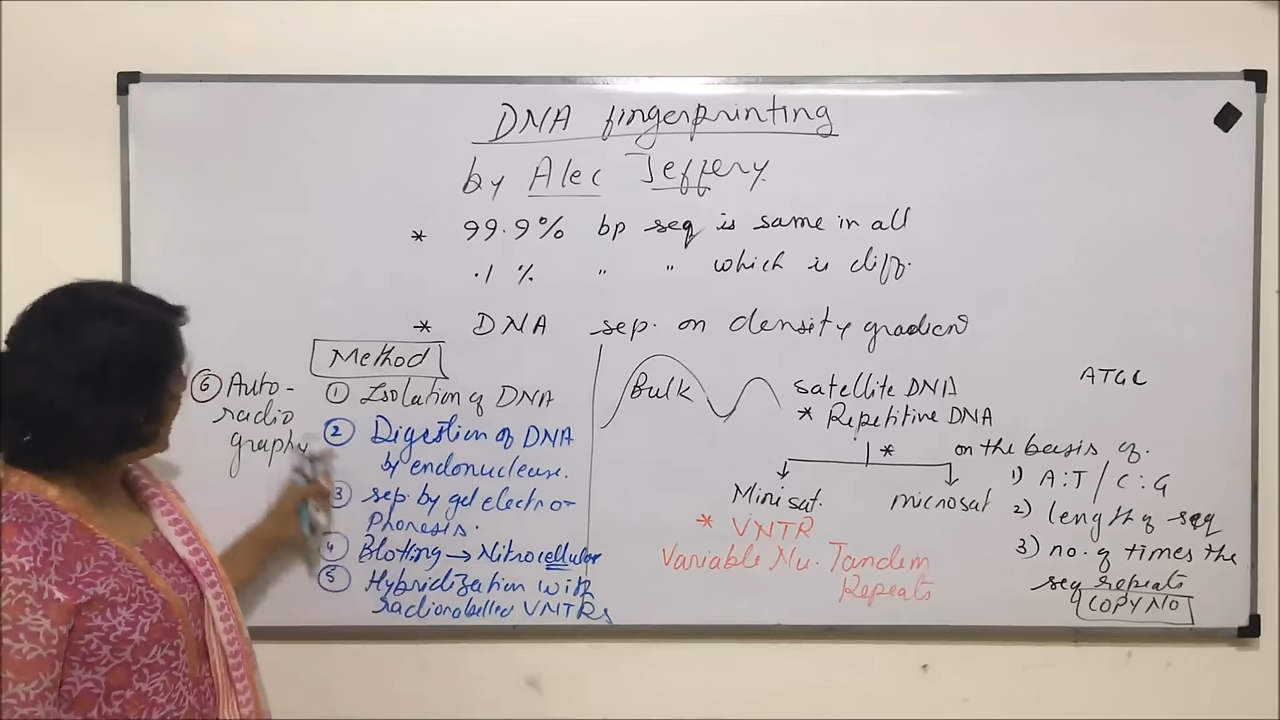 DNA fingerprinting
by Alec Jeffery
* 99.9% bp seq is same in all
.1 % " " which is diff.
* DNA sep. on density gradient
Method
① Isolation of DNA
② Digestion of DNA
by endonuclease.
③ sep. by gel electro-
Phoresis.
④ Blotting → Nitrocellular
⑤ Hybridization with
radiolabelled VNTRs
⑥ Auto-
radio
graphy
Bulk
satellite DNA
* Repetitive DNA
*
Minisat.
microsat
* VNTR
Variable Nu. Tandem
Repeats
ATGC
on the basis of.
1) A:T / C:G
2) length of seq
3) no. of times the
seq repeats
COPY NO